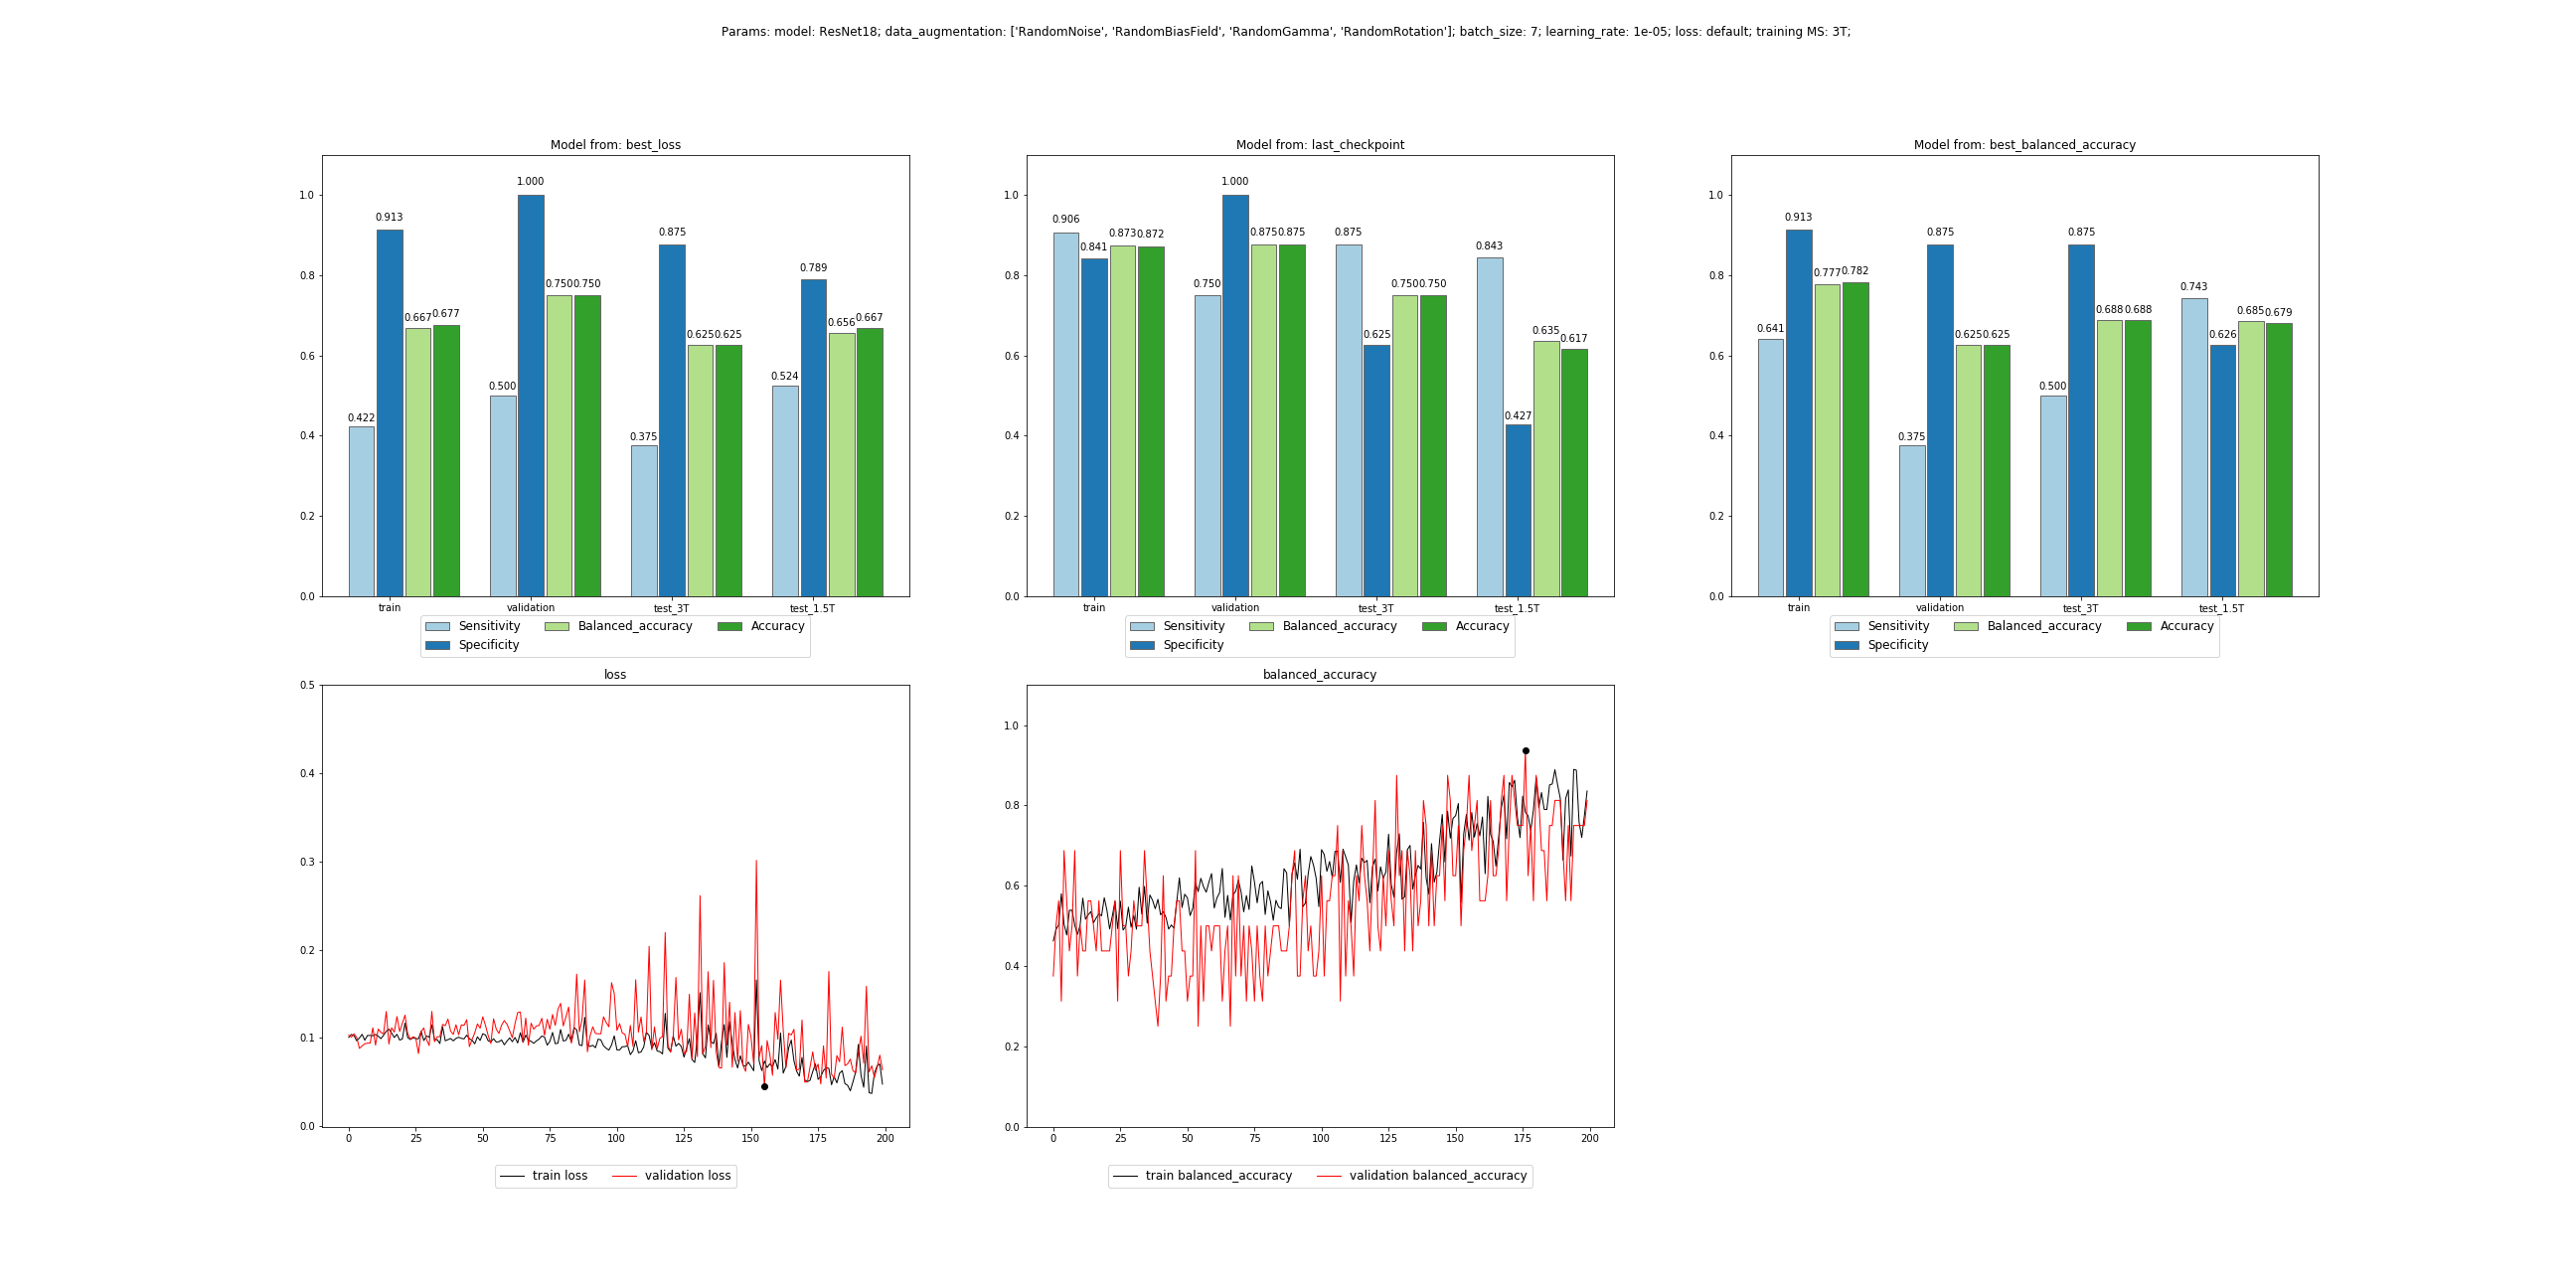 Params: model: ResNet18; data_augmentation: ['RandomNoise', 'RandomBiasField', 'RandomGamma', 'RandomRotation']; batch_size: 7; learning_rate: 1e-05; loss: default; training MS: 3T;
Model from: best_loss
1.0
0.8
0.6
0.4
0.2
0.0
0.422
0.913
0.667
0.677
0.500
1.000
0.750
0.750
0.375
0.875
0.625
0.625
0.524
0.789
0.656
0.667
train
validation
test_3T
test_1.5T
Sensitivity
Balanced_accuracy
Accuracy
Specificity
Model from: last_checkpoint
1.0
0.8
0.6
0.4
0.2
0.0
0.906
0.841
0.873
0.872
0.750
1.000
0.875
0.875
0.875
0.625
0.750
0.750
0.843
0.427
0.635
0.617
train
validation
test_3T
test_1.5T
Sensitivity
Balanced_accuracy
Accuracy
Specificity
Model from: best_balanced_accuracy
1.0
0.8
0.6
0.4
0.2
0.0
0.641
0.913
0.777
0.782
0.375
0.875
0.625
0.625
0.500
0.875
0.688
0.688
0.743
0.626
0.685
0.679
train
validation
test_3T
test_1.5T
Sensitivity
Balanced_accuracy
Accuracy
Specificity
loss
0.5
0.4
0.3
0.2
0.1
0.0
0
25
50
75
100
125
150
175
200
train loss
validation loss
balanced_accuracy
1.0
0.8
0.6
0.4
0.2
0.0
0
25
50
75
100
125
150
175
200
train balanced_accuracy
validation balanced_accuracy